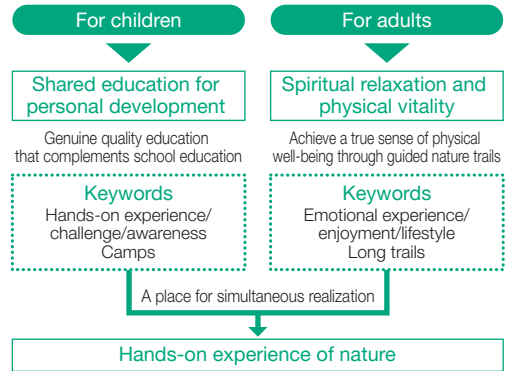 For children
Shared education for
personal development
Genuine quality education
that complements school education
Keywords
Hands-on experience/
challenge/awareness
Camps
For adults
Spiritual relaxation and
physical vitality
Achieve a true sense of physical
well-being through guided nature trails
Keywords
Emotional experience/
enjoyment/lifestyle
Long trails
A place for simultaneous realization
Hands-on experience of nature